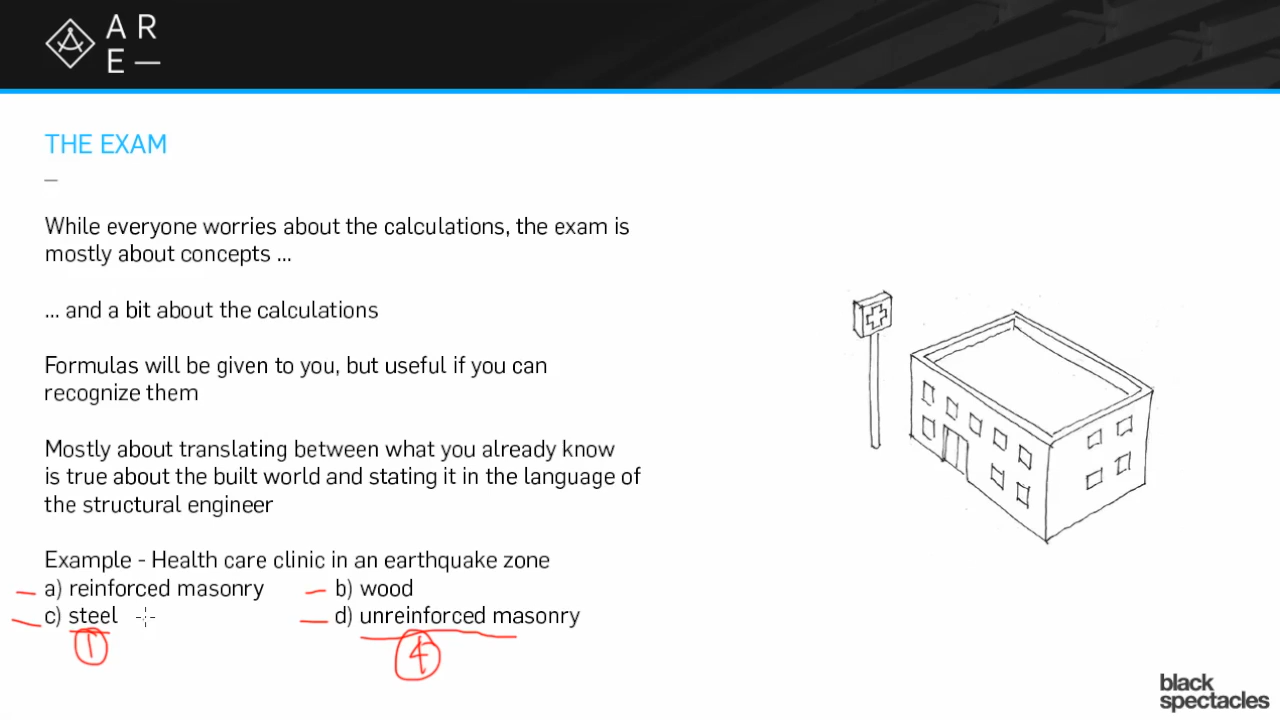 A R
E —
THE EXAM
–
While everyone worries about the calculations, the exam is
mostly about concepts ...
... and a bit about the calculations
Formulas will be given to you, but useful if you can
recognize them
Mostly about translating between what you already know
is true about the built world and stating it in the language of
the structural engineer
Example - Health care clinic in an earthquake zone
a) reinforced masonry b) wood
c) steel d) unreinforced masonry
1 4
black
spectacles